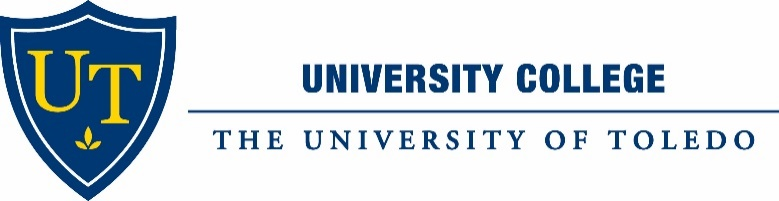 UT
UNIVERSITY COLLEGE
THE UNIVERSITY OF TOLEDO